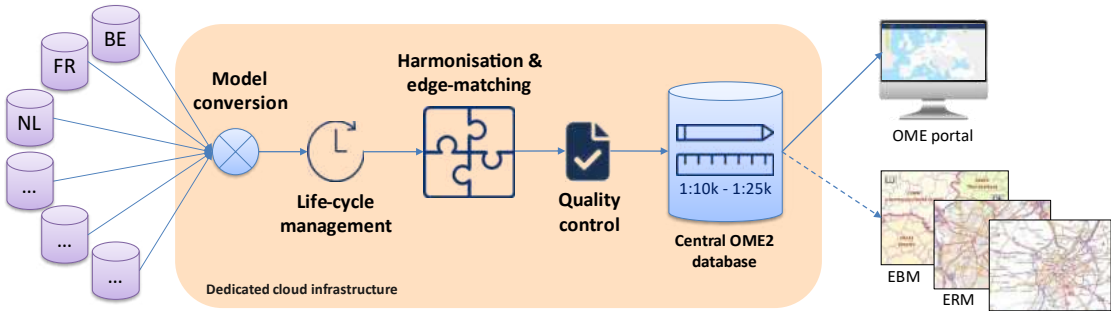 BE
FR
NL
...
...
...
Model
conversion
Life-cycle
management
Harmonisation &
edge-matching
Quality
control
1:10k - 1:25k
Central OME2
database
Dedicated cloud infrastructure
OME portal
EBM
ERM